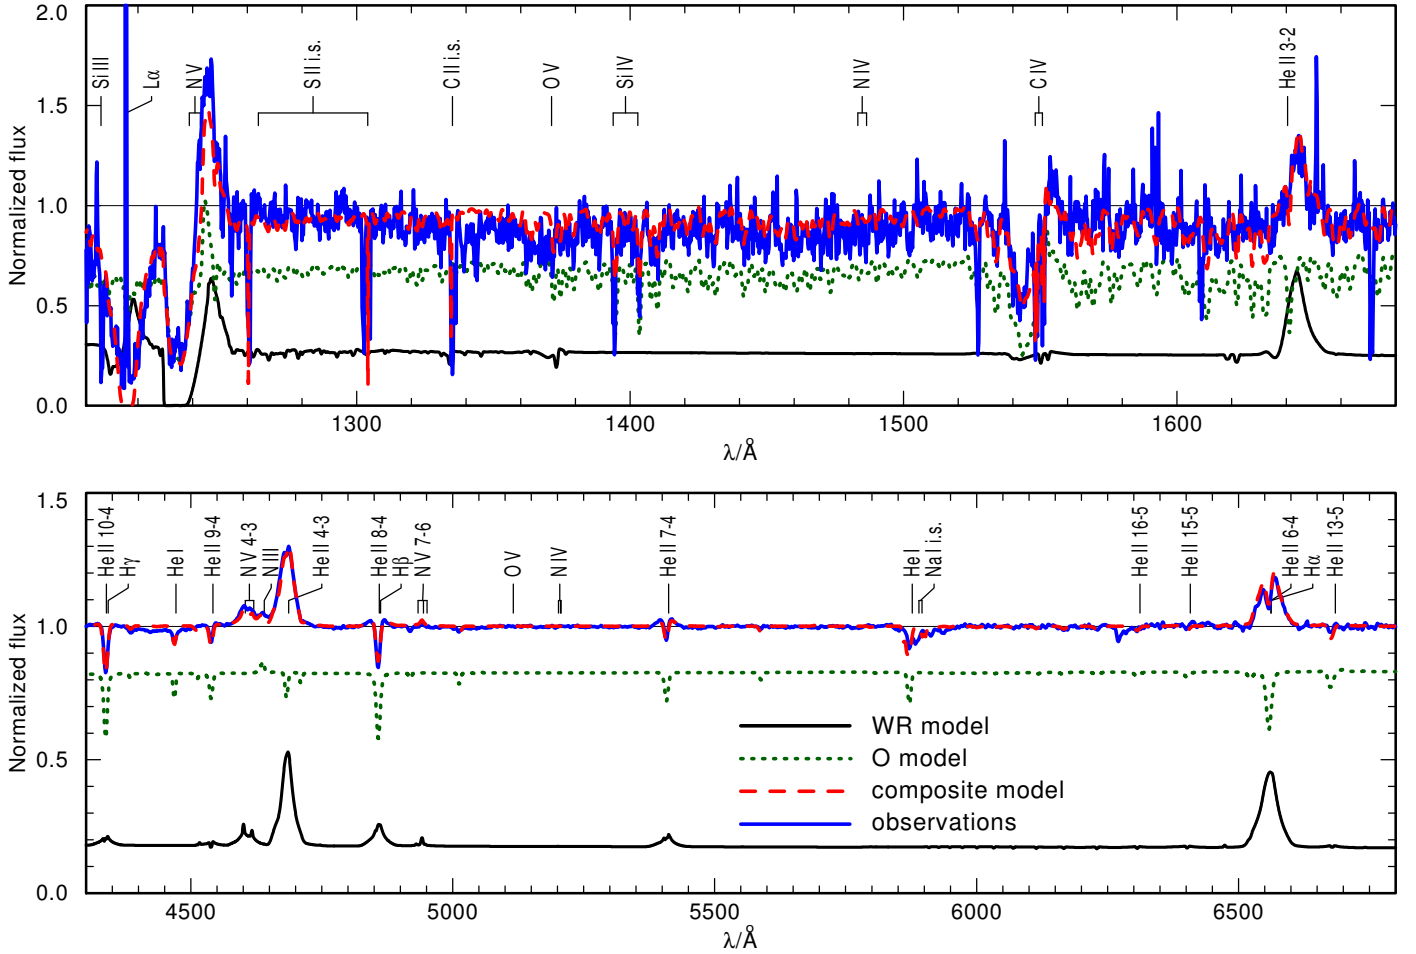 2.0
1.5
1.0
0.5
0.0
Normalized flux
Si III
Lα
N V
S II i.s.
C II i.s.
O V
Si IV
N IV
C IV
He II 3-2
1300
1400
1500
1600
λ/Å
1.5
1.0
0.5
0.0
Normalized flux
He II 10-4
Hγ
He I
He II 9-4
N V 4-3
N III
He II 4-3
He II 8-4
Hβ
N V 7-6
O V
N IV
He II 7-4
He I
Na I i.s.
He II 16-5
He II 15-5
He II 6-4
Hα
He II 13-5
WR model
O model
composite model
observations
4500
5000
5500
6000
6500
λ/Å